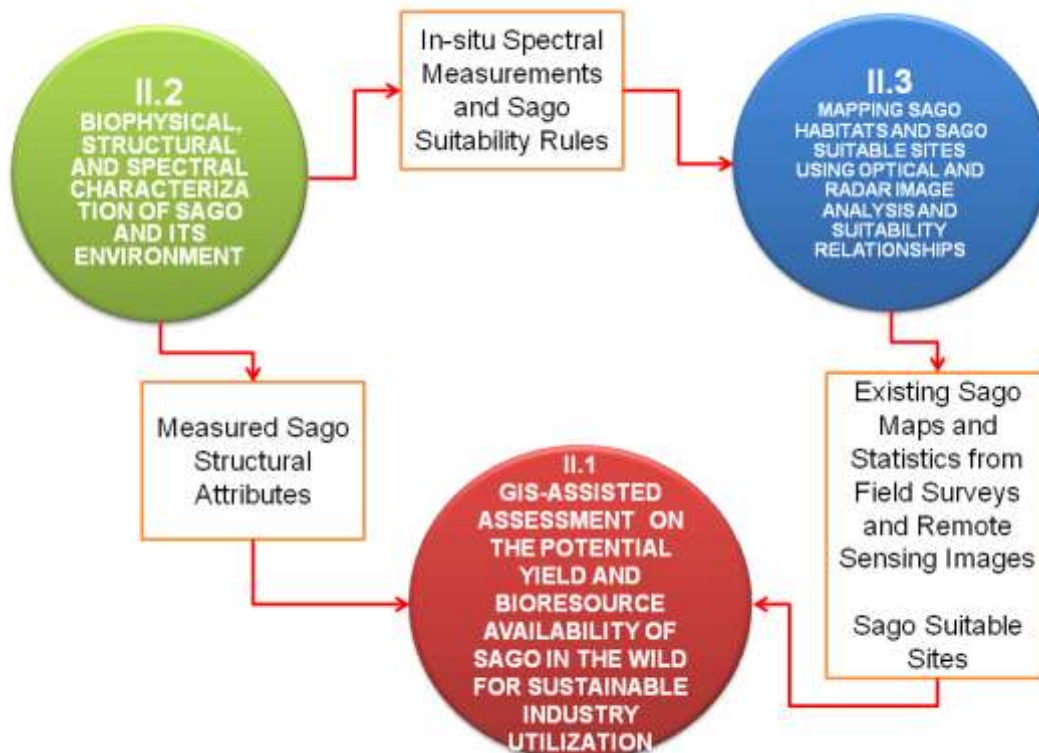 II.2
BIOPHYSICAL,
STRUCTURAL
AND SPECTRAL
CHARACTERIZA
TION OF SAGO
AND ITS
ENVIRONMENT
In-situ Spectral
Measurements
and Sago
Suitability Rules
II.3
MAPPING SAGO
HABITATS AND SAGO
SUITABLE SITES
USING OPTICAL AND
RADAR IMAGE
ANALYSIS AND
SUITABILITY
RELATIONSHIPS
Measured Sago
Structural
Attributes
II.1
GIS-ASSISTED
ASSESSMENT ON
THE POTENTIAL
YIELD AND
BIORESOURCE
AVAILABILITY OF
SAGO IN THE WILD
FOR SUSTAINABLE
INDUSTRY
UTILIZATION
Existing Sago
Maps and
Statistics from
Field Surveys
and Remote
Sensing Images
Sago Suitable
Sites